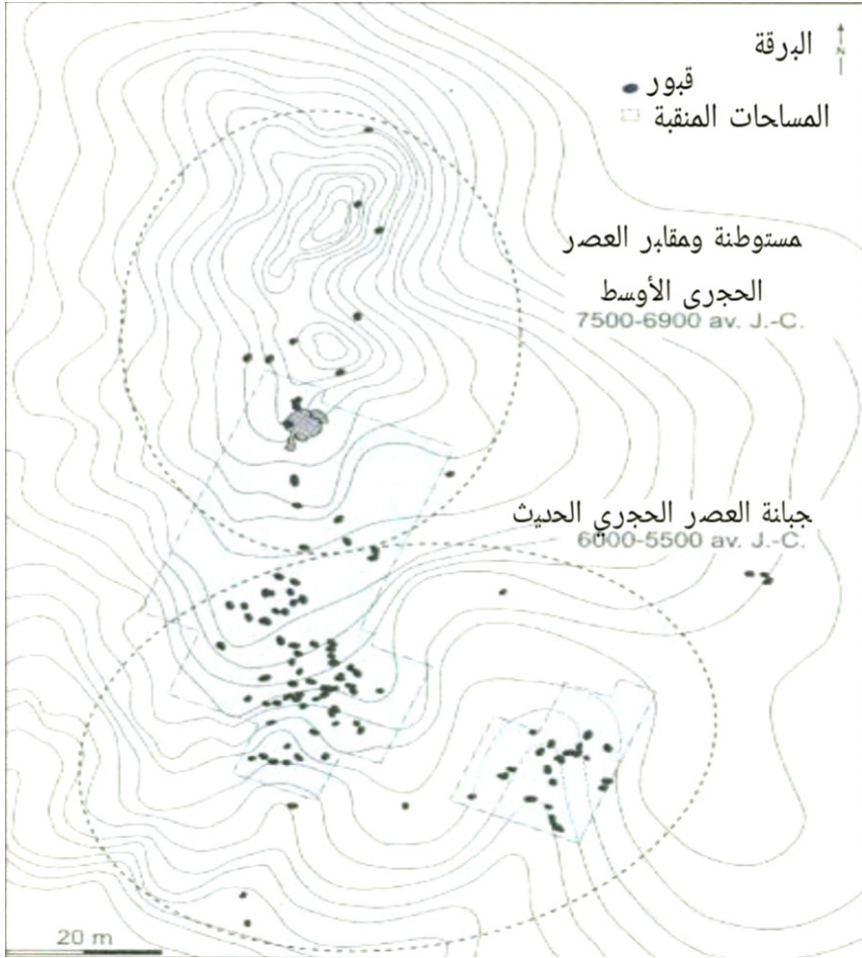 البرقة
N
قبور
المساحات المنقبة
مستوطنة ومقابر العصر
الحجرى الأوسط
7500-6900 av. J.-C.
جبانة العصر الحجري الحديث
6000-5500 av. J.-C.
20 m